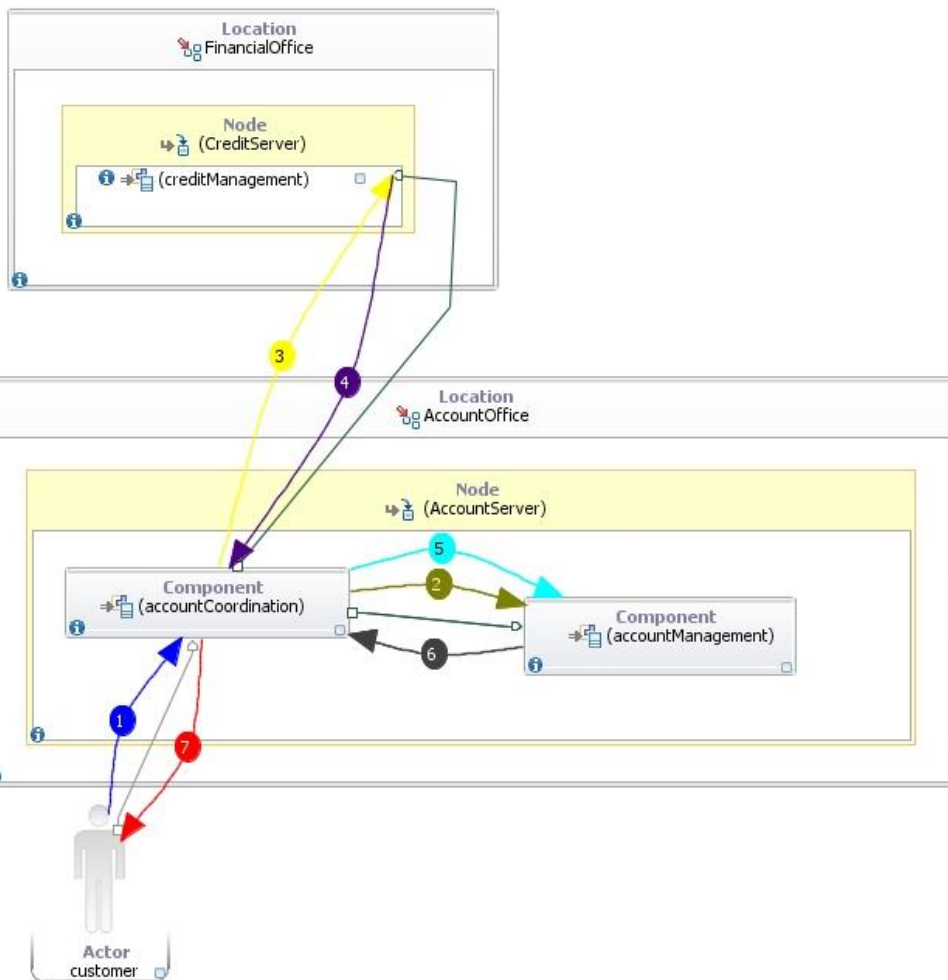 Location
FinancialOffice
Node
(CreditServer)
(creditManagement)
3
4
Location
AccountOffice
Node
(AccountServer)
5
Component
(accountCoordination)
2
Component
(accountManagement)
6
1
7
Actor
customer